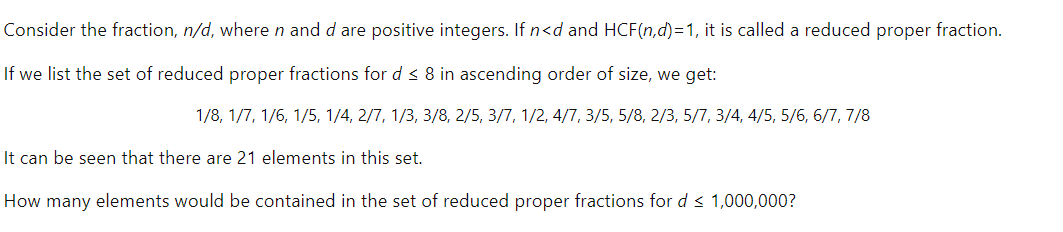 Consider the fraction, n/d, where n and d are positive integers. If n<d and HCF(n,d)=1, it is called a reduced proper fraction.
If we list the set of reduced proper fractions for d ≤ 8 in ascending order of size, we get:
1/8, 1/7, 1/6, 1/5, 1/4, 2/7, 1/3, 3/8, 2/5, 3/7, 1/2, 4/7, 3/5, 5/8, 2/3, 5/7, 3/4, 4/5, 5/6, 6/7, 7/8
It can be seen that there are 21 elements in this set.
How many elements would be contained in the set of reduced proper fractions for d ≤ 1,000,000?